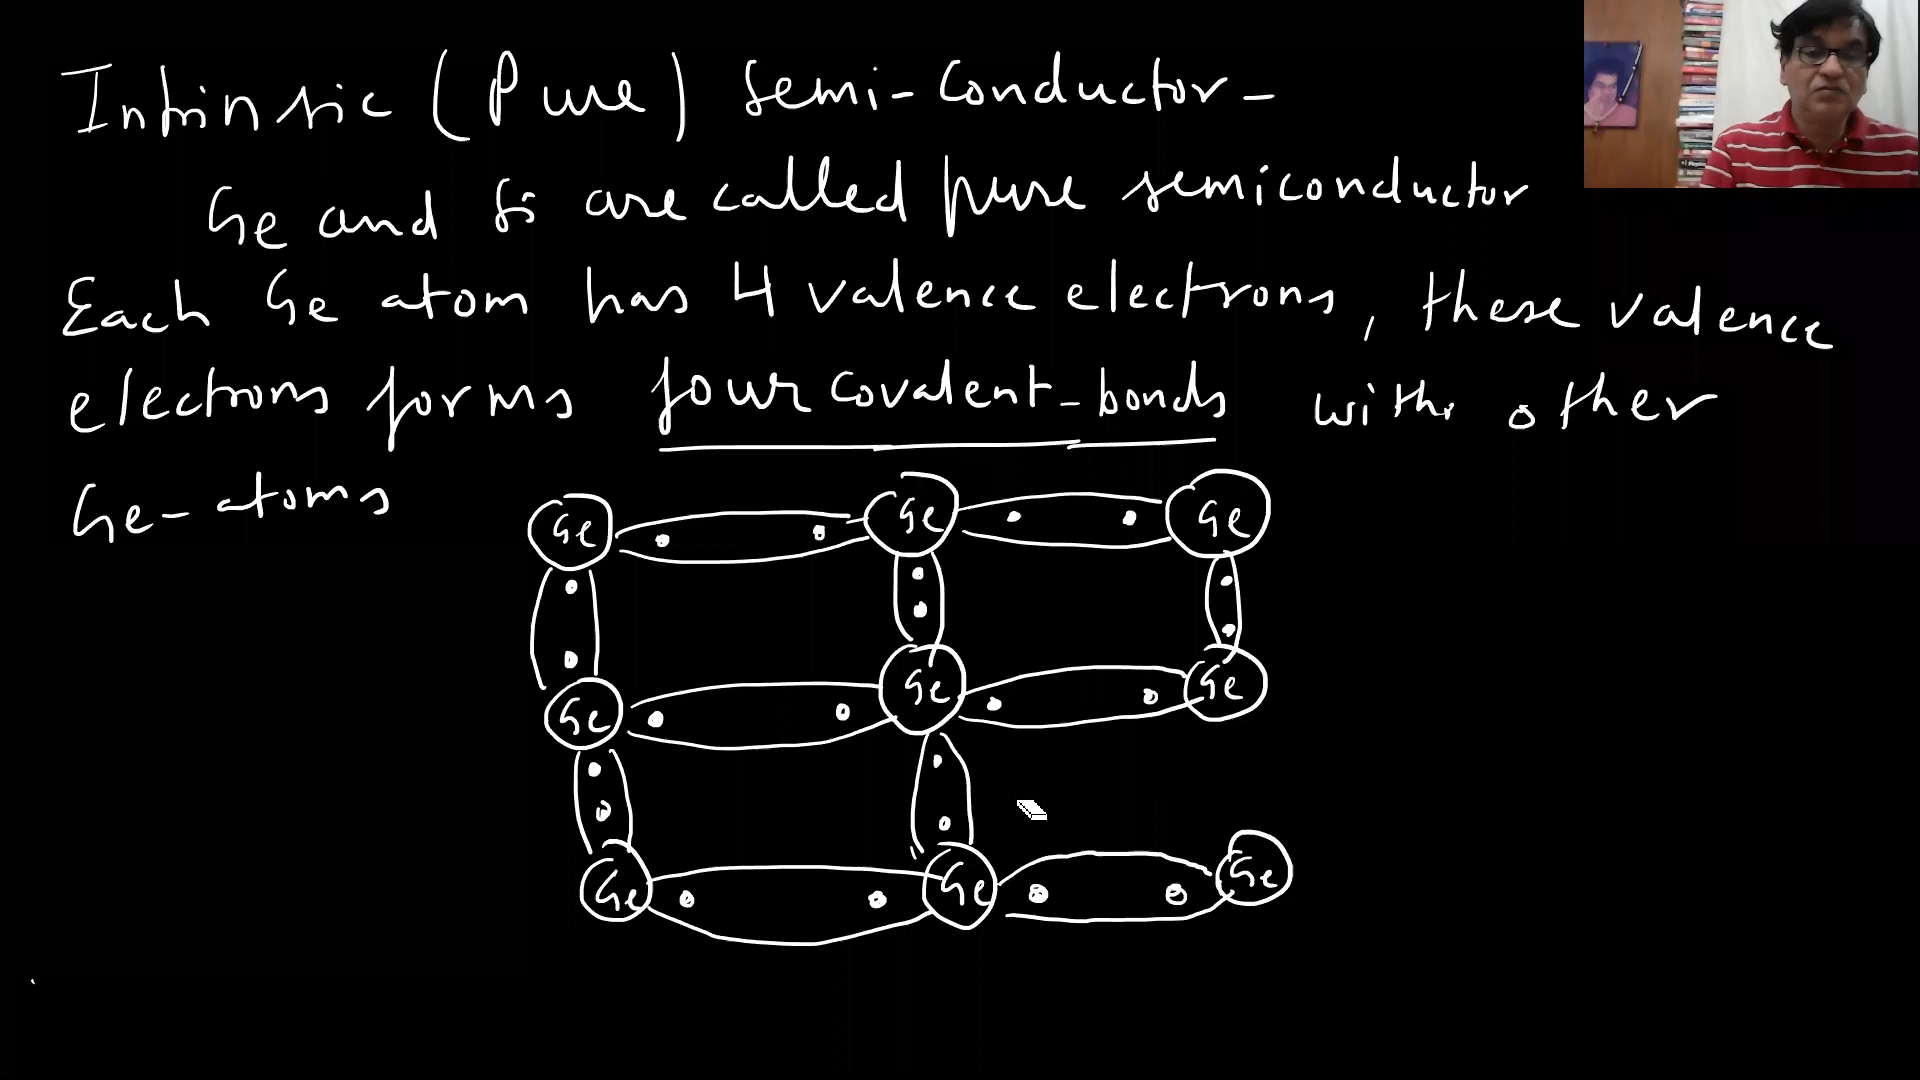 Intrinsic (Pure) Semi-Conductor-
Ge and Si are called pure semiconductor
Each Ge atom has 4 valence electrons, these valence
electrons forms four covalent-bonds with other
Ge-atoms
Ge Ge Ge
Ge Ge Ge
Ge Ge Ge